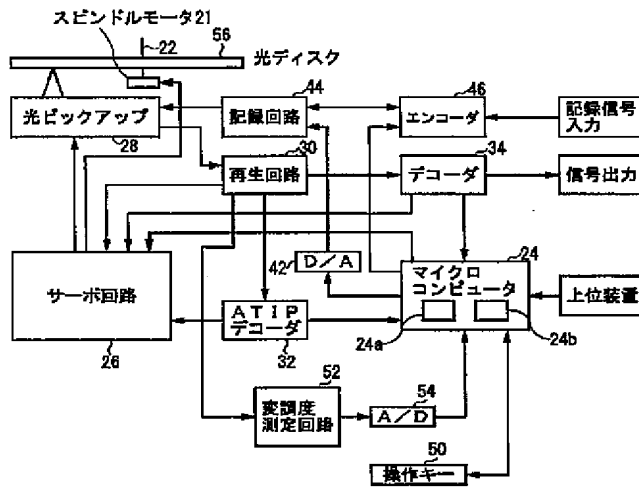 スピンドルモータ21
22
56
光ディスク
光ピックアップ
28
44
記録回路
46
エンコーダ
記録信号
入力
30
再生回路
34
デコーダ
信号出力
サーボ回路
26
42
D/A
24
マイクロ
コンピュータ
24a
24b
上位装置
ATIP
デコーダ
32
52
変調度
測定回路
54
A/D
50
操作キー